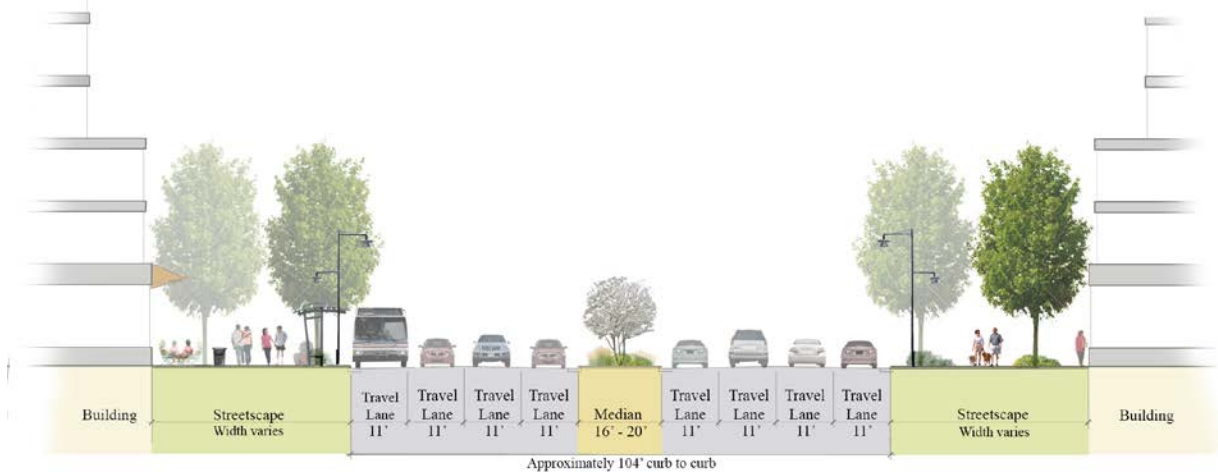 Building
Streetscape
Width varies
Travel
Lane
11'
Travel
Lane
11'
Travel
Lane
11'
Travel
Lane
11'
Median
16' - 20'
Travel
Lane
11'
Travel
Lane
11'
Travel
Lane
11'
Travel
Lane
11'
Streetscape
Width varies
Building
Approximately 104' curb to curb